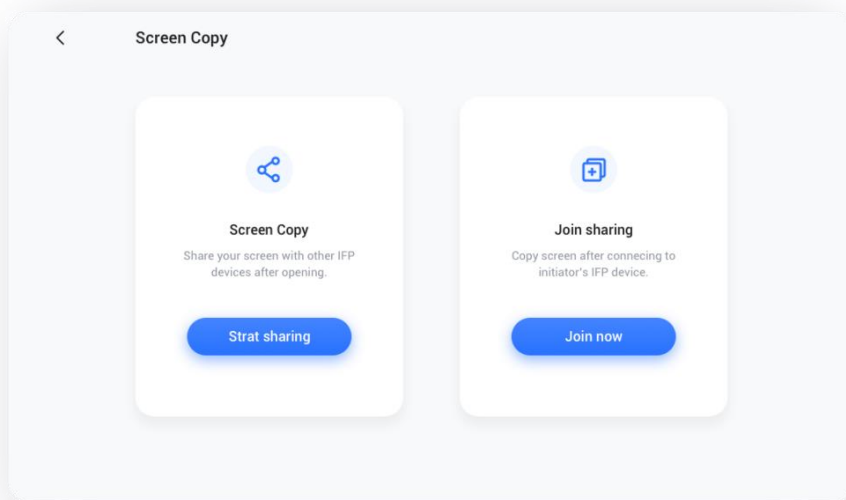 Screen Copy
Screen Copy
Share your screen with other IFP
devices after opening.
Strat sharing
Join sharing
Copy screen after connecing to
initiator's IFP device.
Join now